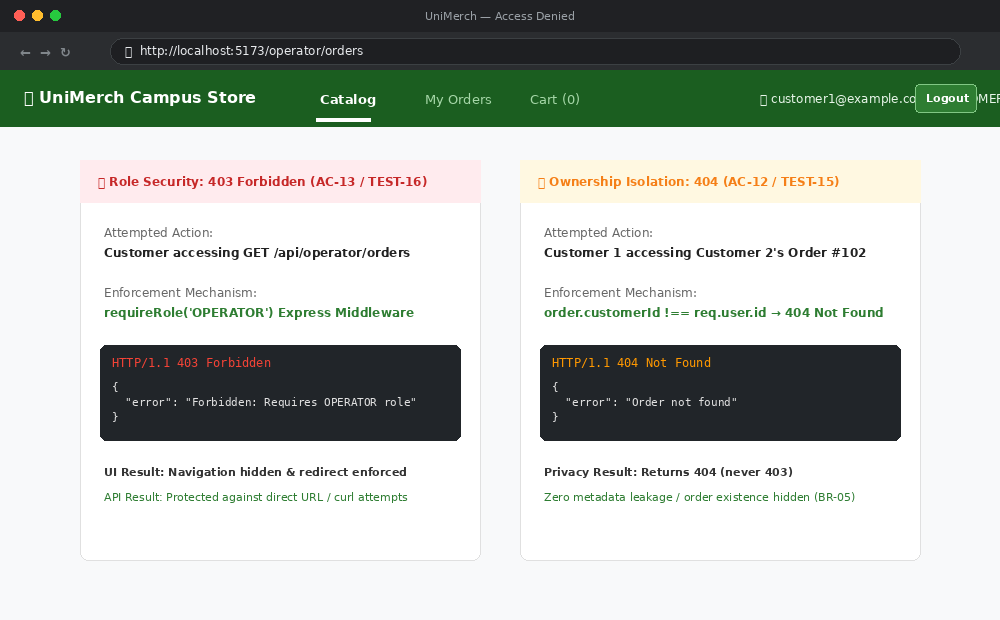 UniMerch — Access Denied
← → ↻ http://localhost:5173/operator/orders
UniMerch Campus Store
Catalog
My Orders
Cart (0)
customer1@example.co
Logout
OMER
Role Security: 403 Forbidden (AC-13 / TEST-16)
Attempted Action:
Customer accessing GET /api/operator/orders
Enforcement Mechanism:
requireRole('OPERATOR') Express Middleware
HTTP/1.1 403 Forbidden
{
"error": "Forbidden: Requires OPERATOR role"
}
UI Result: Navigation hidden & redirect enforced
API Result: Protected against direct URL / curl attempts
Ownership Isolation: 404 (AC-12 / TEST-15)
Attempted Action:
Customer 1 accessing Customer 2's Order #102
Enforcement Mechanism:
order.customerId !== req.user.id → 404 Not Found
HTTP/1.1 404 Not Found
{
"error": "Order not found"
}
Privacy Result: Returns 404 (never 403)
Zero metadata leakage / order existence hidden (BR-05)